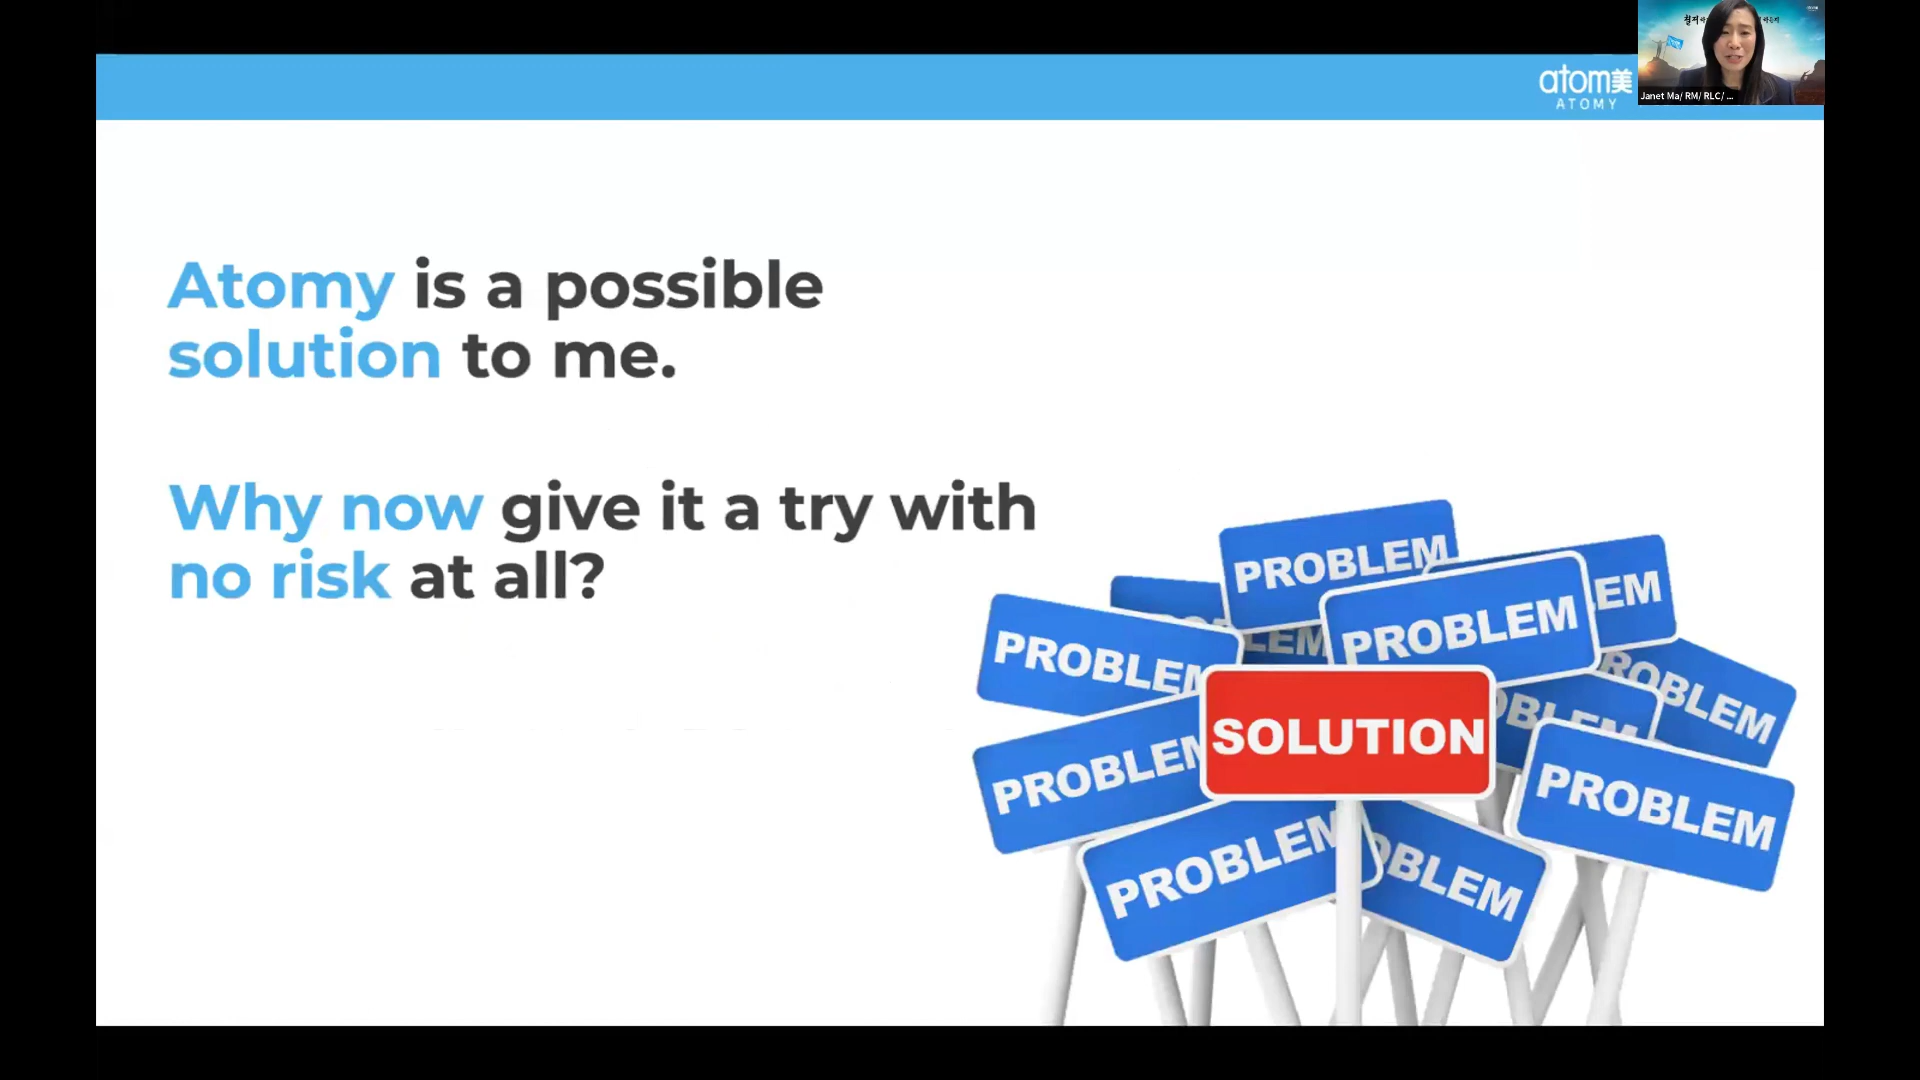 atom美
ATOMY
Janet Ma/ RM/ RLC/ ...
Atomy is a possible
solution to me.
Why now give it a try with
no risk at all?
PROBLEM
PROBLEM
PROBLEM
PROBLEM
SOLUTION
PROBLEM
PROBLEM
PROBLEM